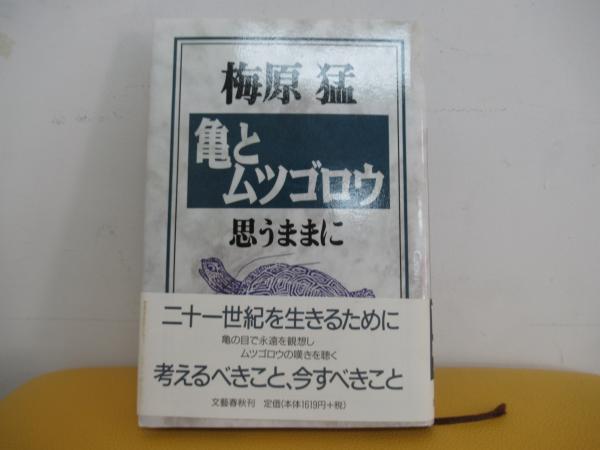 梅原 猛
亀と
ムツゴロウ
思うままに
二十一世紀を生きるために
亀の目で永遠を観想し
ムツゴロウの嘆きを聴く
考えるべきこと、今すべきこと
文藝春秋刊 定価(本体1619円+税)